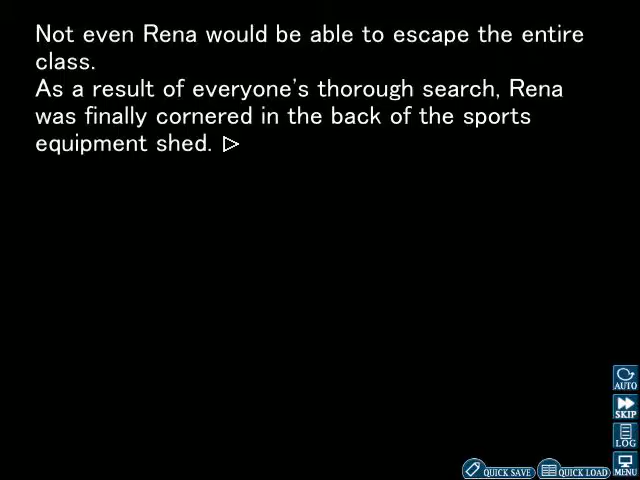 Not even Rena would be able to escape the entire
class.
As a result of everyone's thorough search, Rena
was finally cornered in the back of the sports
equipment shed.
AUTO
SKIP
LOG
MENU
QUICK SAVE QUICK LOAD